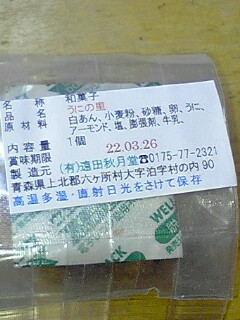 名　称　和菓子
品　名　うにの里
原材料　白あん、小麦粉、砂糖、卵、うに、
アーモンド、塩、膨張剤、牛乳
内容量　1個
賞味期限　22.03.26
製造元　(有)遠田秋月堂☎0175-77-2321
青森県上北郡六ヶ所村大字泊字村の内90
高温多湿・直射日光をさけて保存
WEL
PACK